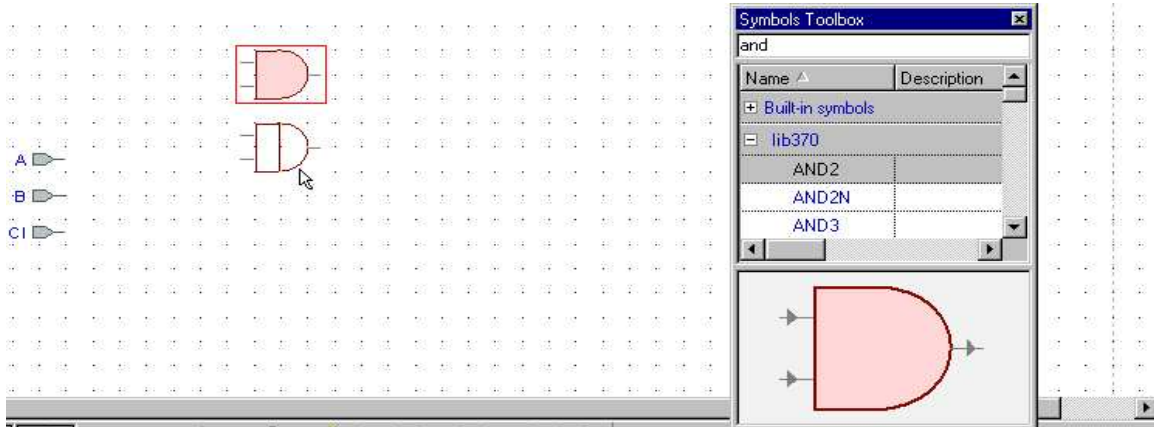 Symbols Toolbox
and
Name Description
Built-in symbols
lib370
AND2
AND2N
AND3
A
B
CI